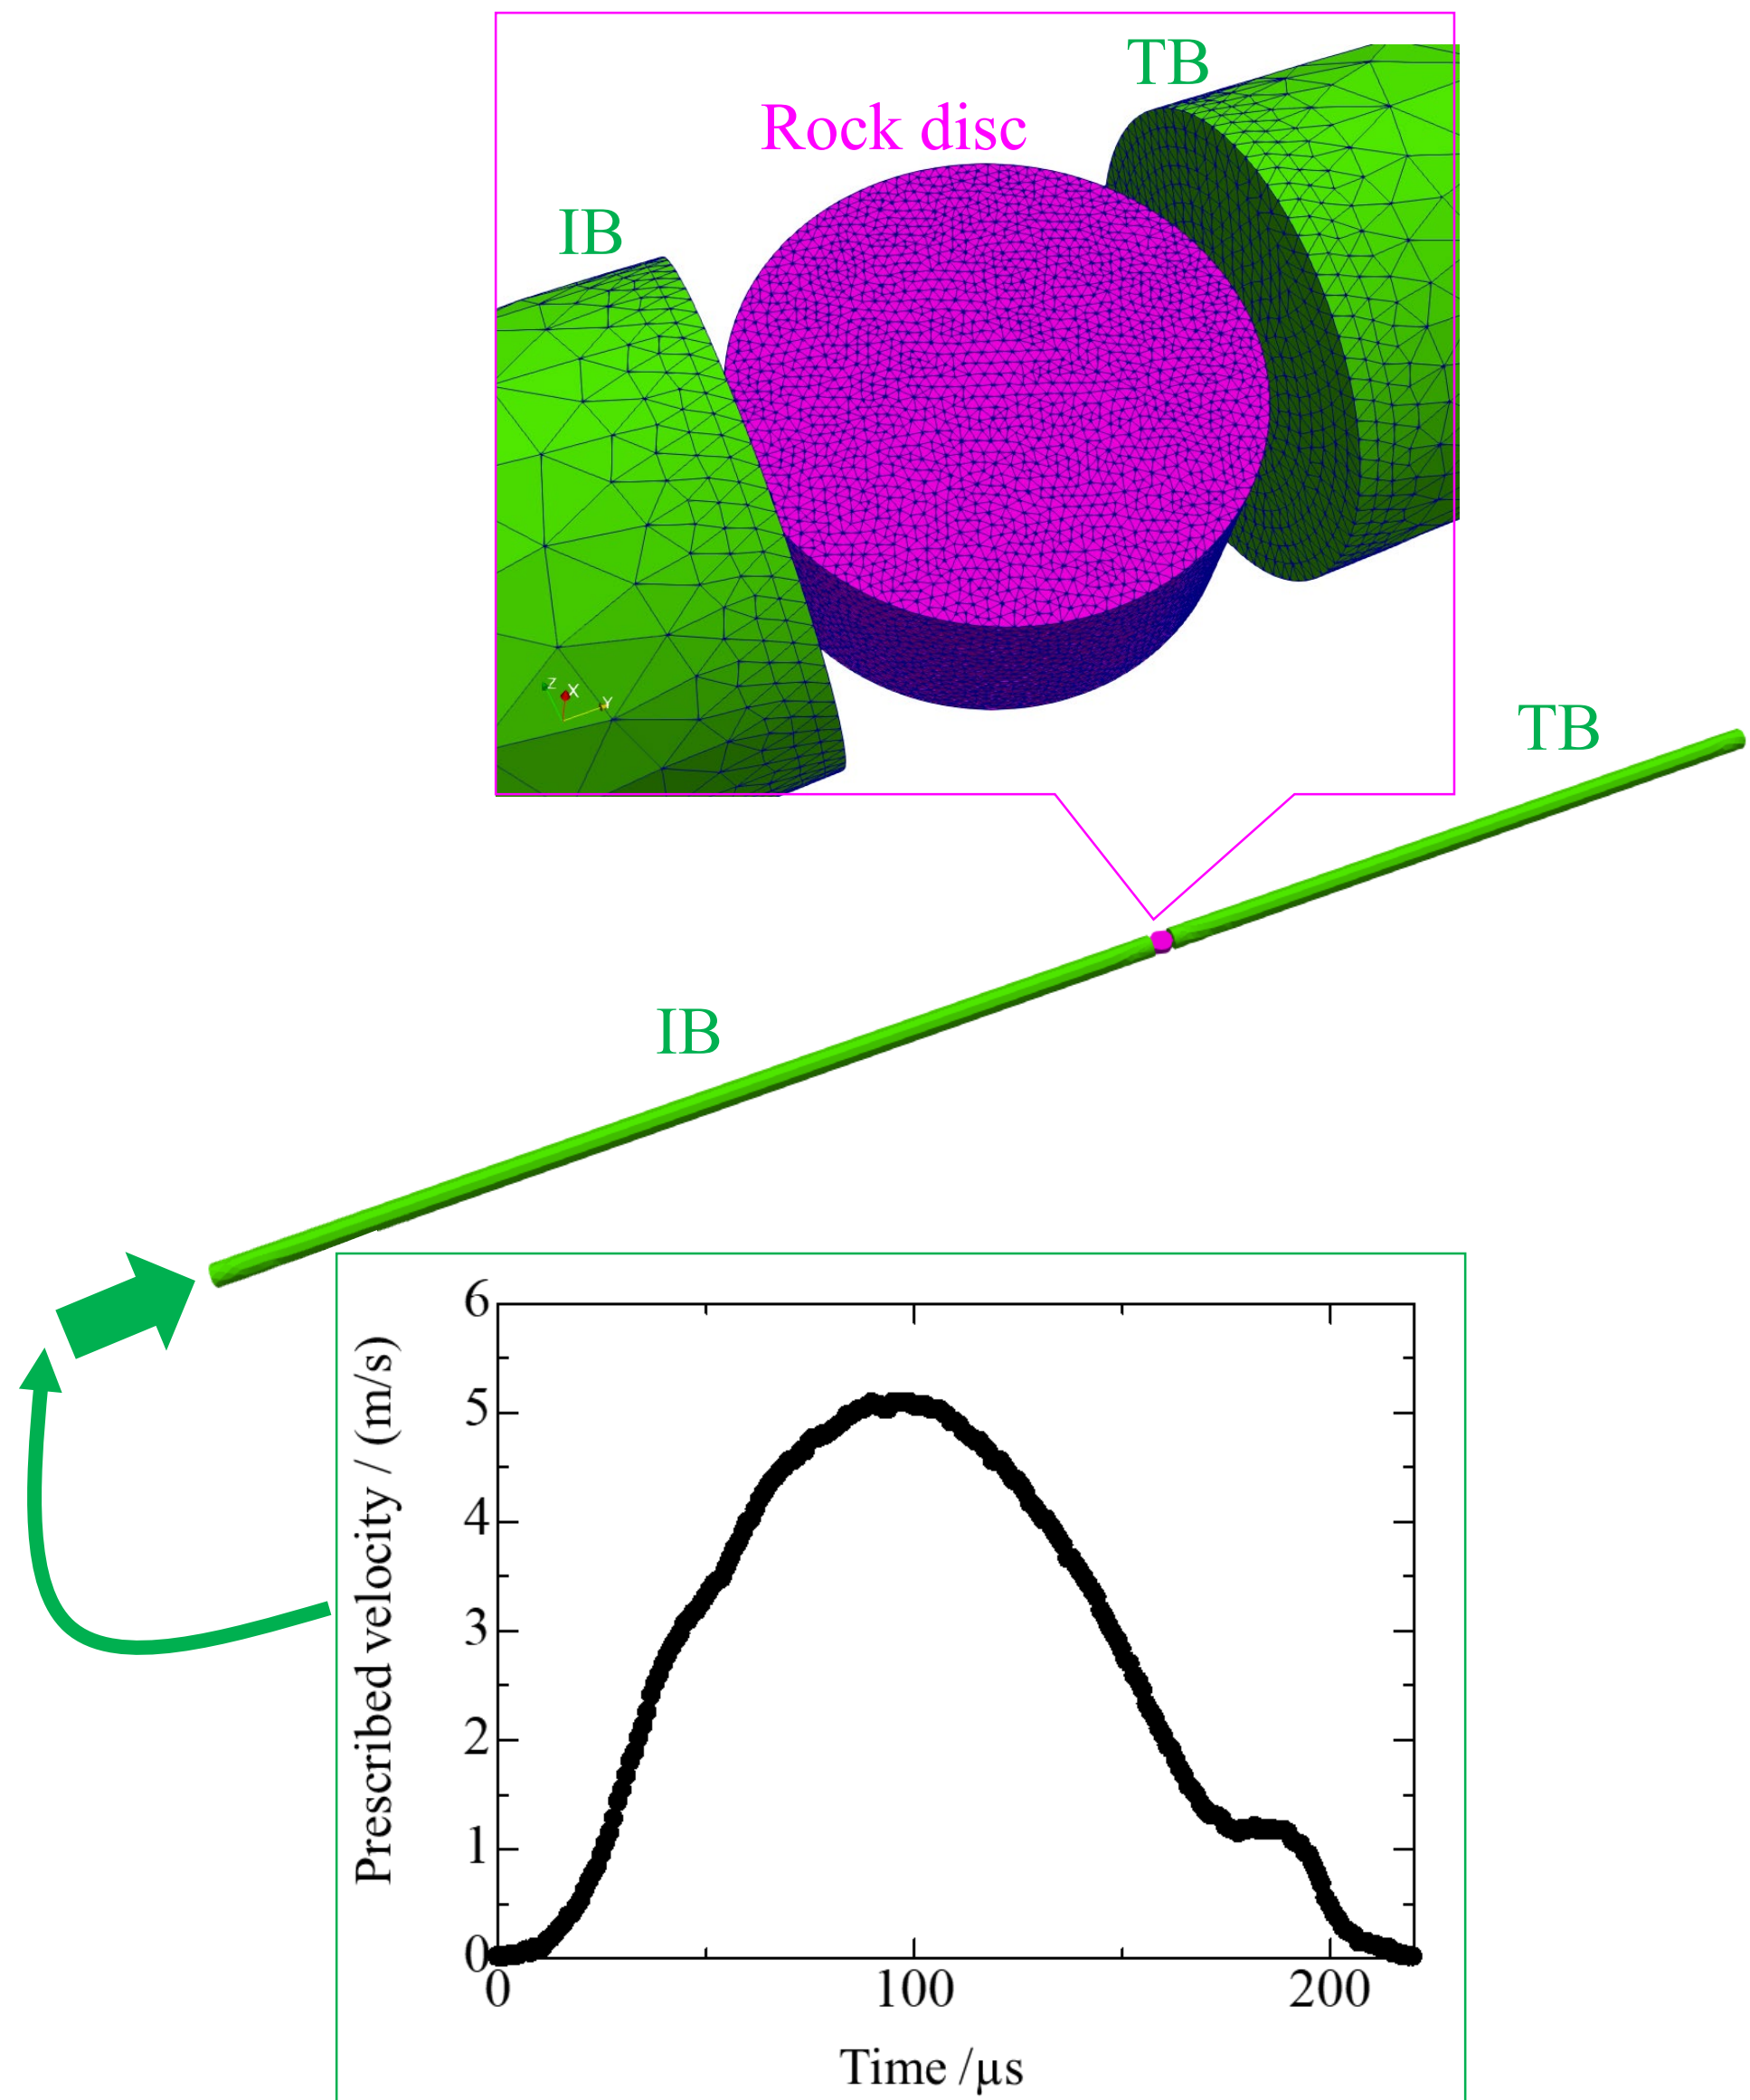 TB
Rock disc
IB
Z
X
Y
TB
IB
6
5
4
3
2
1
0
Prescribed velocity / (m/s)
0
100
200
Time /μs